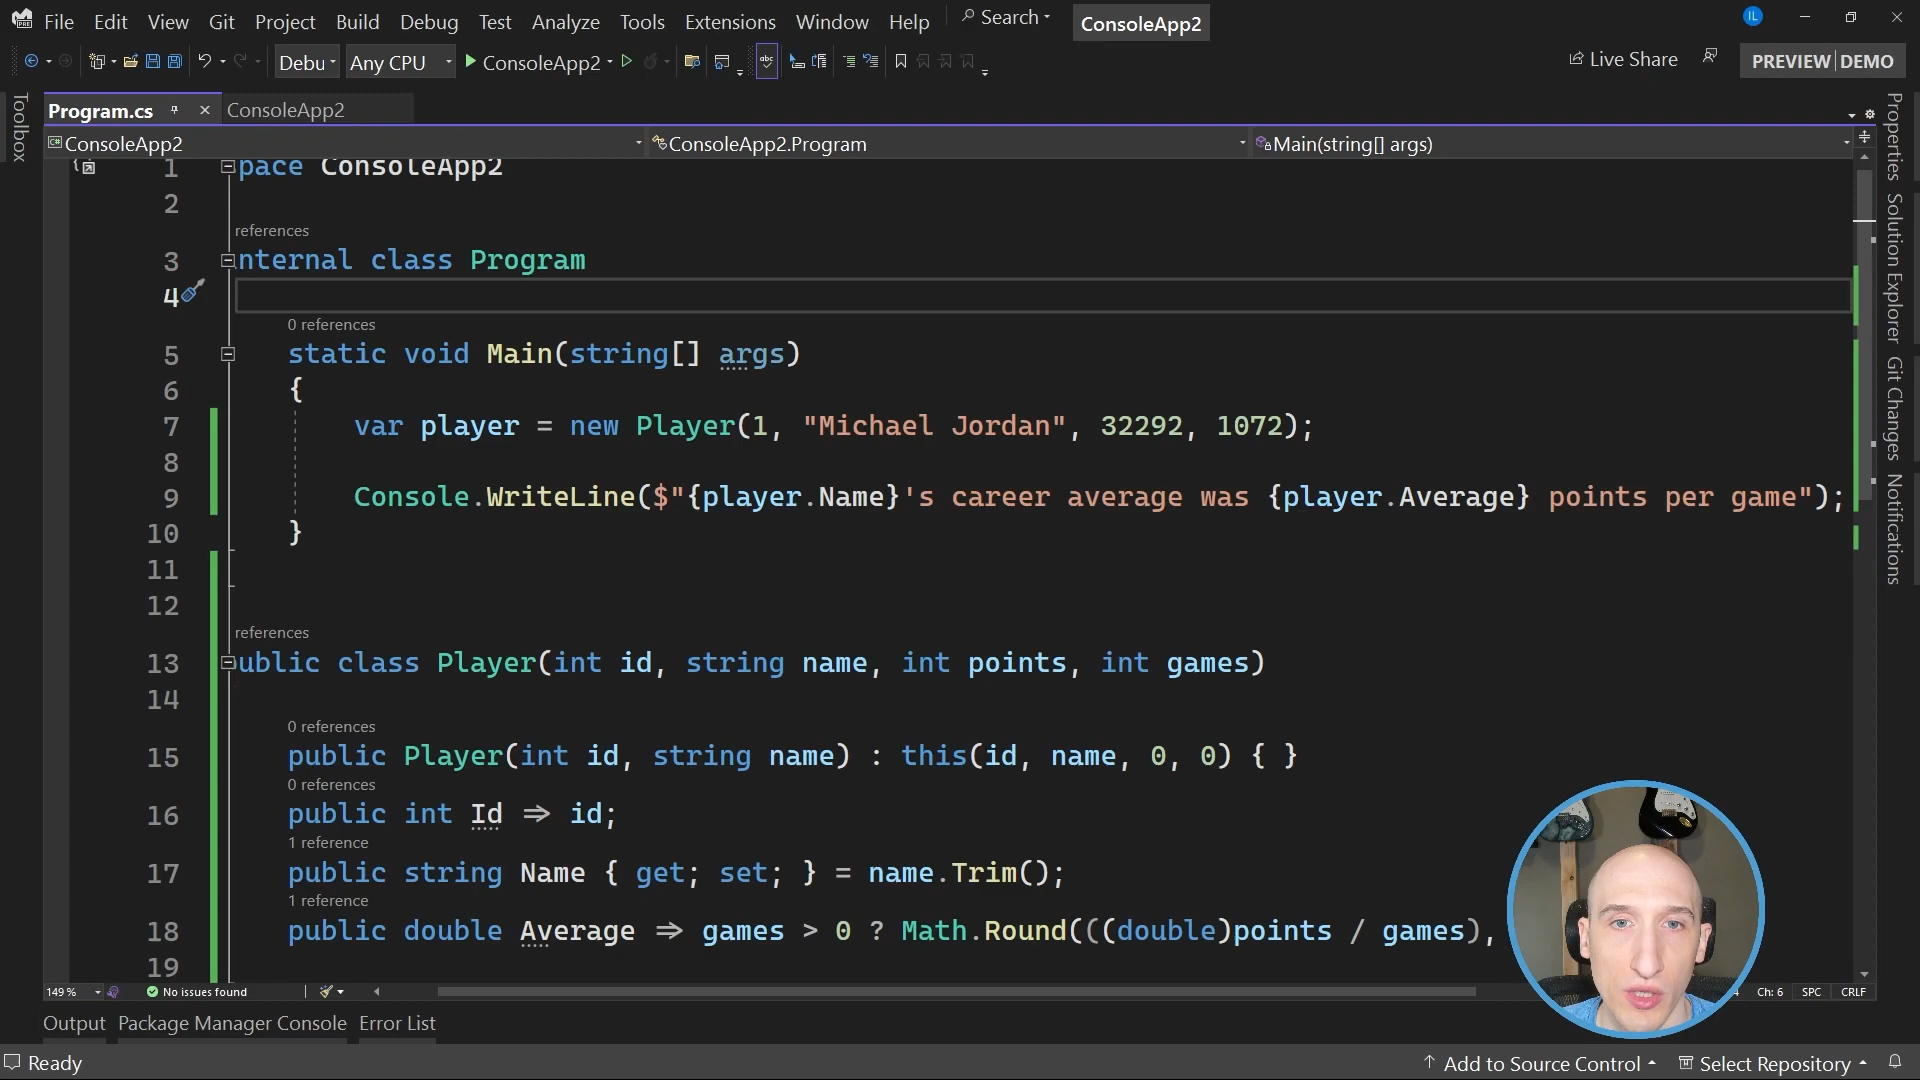 File Edit View Git Project Build Debug Test Analyze Tools Extensions Window Help Search ConsoleApp2 IL
Debu Any CPU ConsoleApp2 Live Share PREVIEW DEMO
Toolbox
Program.cs ConsoleApp2
ConsoleApp2 ConsoleApp2.Program Main(string[] args)
1 pace ConsoleApp2
2
references
3 nternal class Program
4
0 references
5 static void Main(string[] args)
6 {
7 var player = new Player(1, "Michael Jordan", 32292, 1072);
8
9 Console.WriteLine($"{player.Name}'s career average was {player.Average} points per game");
10 }
11
12
references
13 ublic class Player(int id, string name, int points, int games)
14
0 references
15 public Player(int id, string name) : this(id, name, 0, 0) { }
0 references
16 public int Id => id;
1 reference
17 public string Name { get; set; } = name.Trim();
1 reference
18 public double Average => games > 0 ? Math.Round(((double)points / games),
19
Properties
Solution Explorer
Git Changes
Notifications
149 % No issues found Ch: 6 SPC CRLF
Output Package Manager Console Error List
Ready Add to Source Control Select Repository